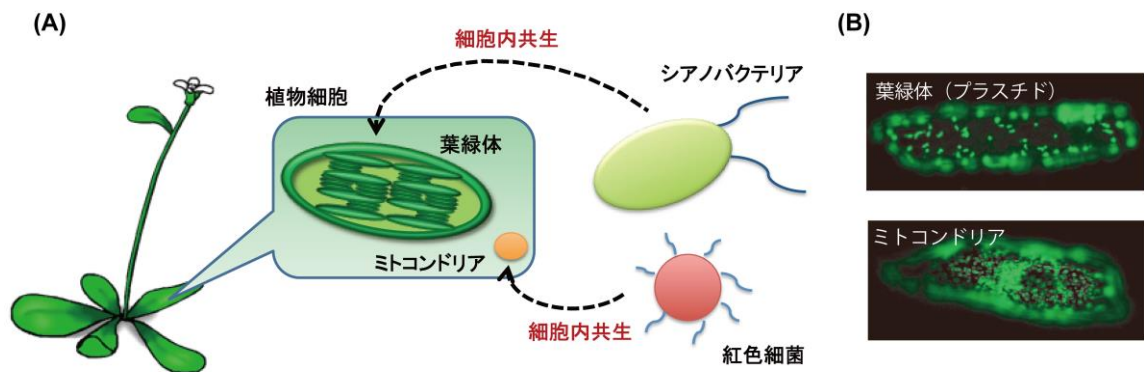 (A)
細胞内共生
シアノバクテリア
植物細胞
葉緑体
ミトコンドリア
細胞内共生
紅色細菌
(B)
葉緑体（プラスチド）
ミトコンドリア